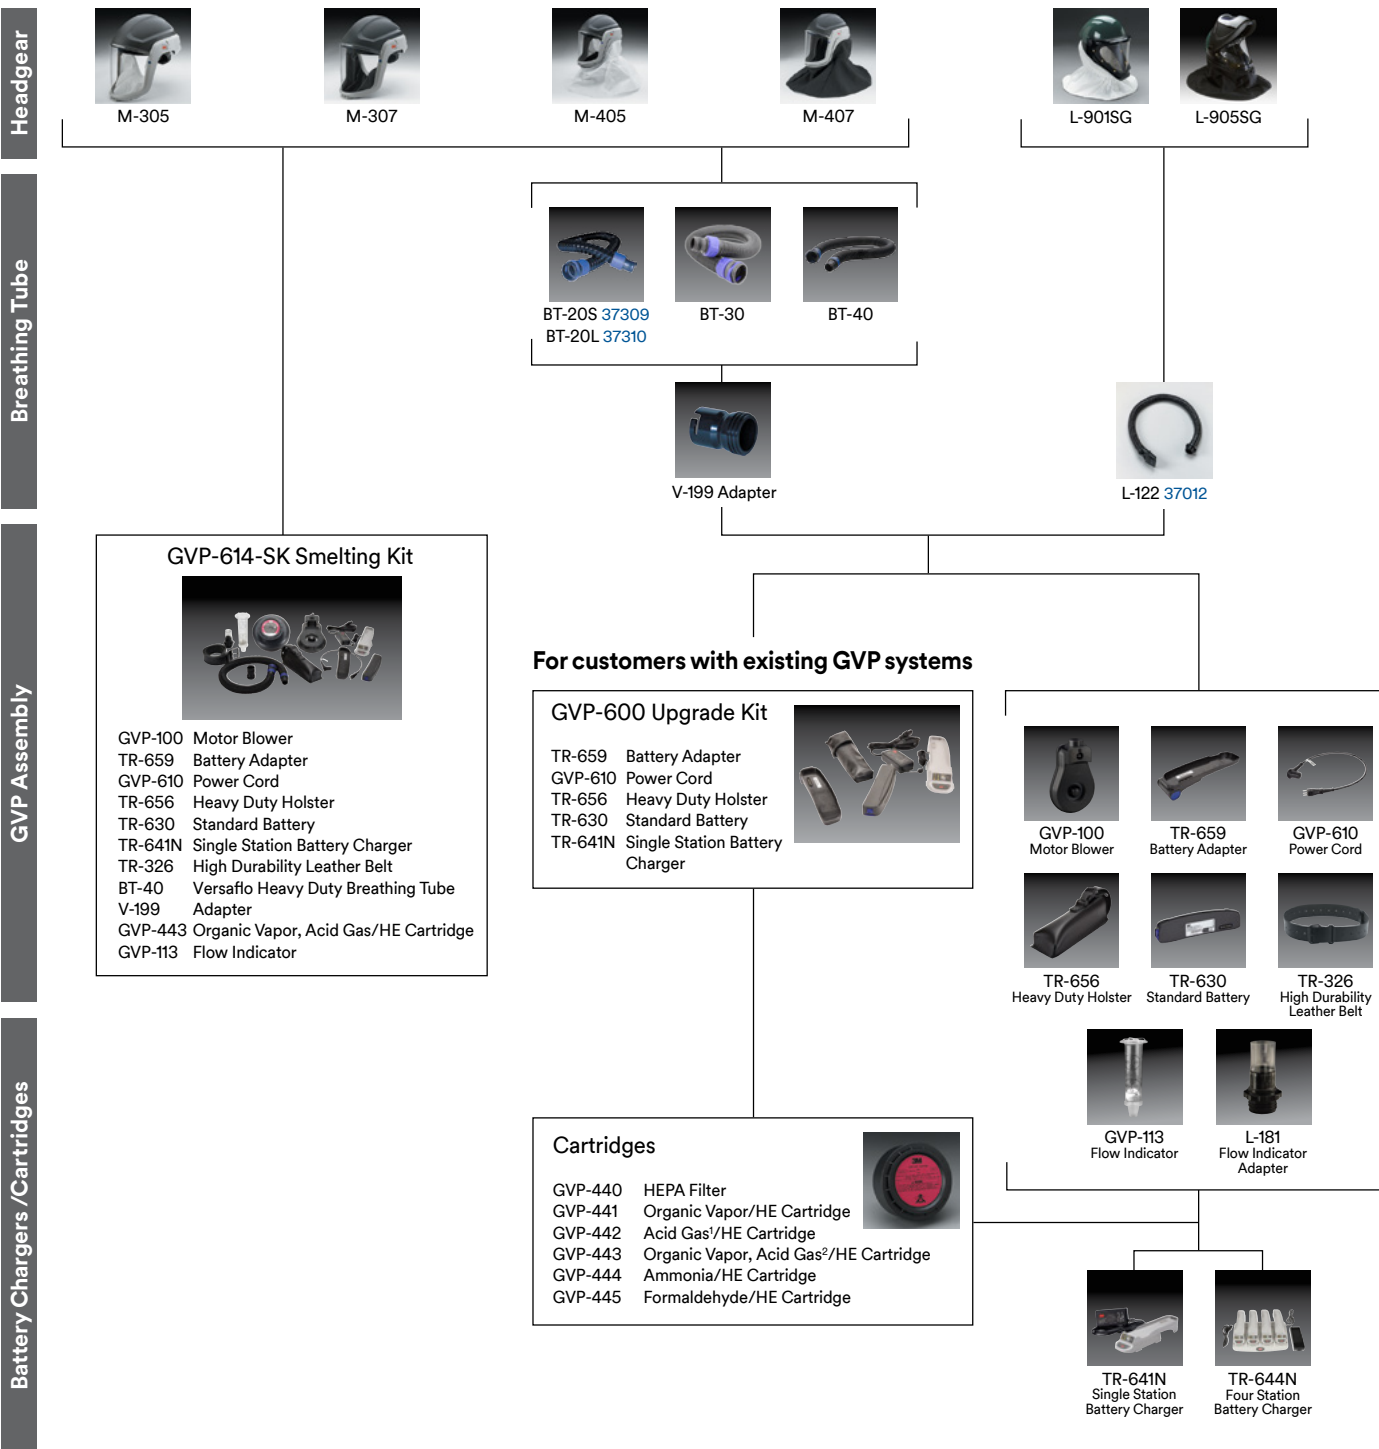 Headgear
M-305
M-307
M-405
M-407
L-901SG
L-905SG
Breathing Tube
BT-20S 37309
BT-20L 37310
BT-30
BT-40
V-199 Adapter
L-122 37012
GVP Assembly
GVP-614-SK Smelting Kit
GVP-100 Motor Blower
TR-659 Battery Adapter
GVP-610 Power Cord
TR-656 Heavy Duty Holster
TR-630 Standard Battery
TR-641N Single Station Battery Charger
TR-326 High Durability Leather Belt
BT-40 Versaflo Heavy Duty Breathing Tube
V-199 Adapter
GVP-443 Organic Vapor, Acid Gas/HE Cartridge
GVP-113 Flow Indicator
For customers with existing GVP systems
GVP-600 Upgrade Kit
TR-659 Battery Adapter
GVP-610 Power Cord
TR-656 Heavy Duty Holster
TR-630 Standard Battery
TR-641N Single Station Battery
Charger
GVP-100
Motor Blower
TR-659
Battery Adapter
GVP-610
Power Cord
TR-656
Heavy Duty Holster
TR-630
Standard Battery
TR-326
High Durability
Leather Belt
GVP-113
Flow Indicator
L-181
Flow Indicator
Adapter
Battery Chargers /Cartridges
Cartridges
GVP-440 HEPA Filter
GVP-441 Organic Vapor/HE Cartridge
GVP-442 Acid Gas¹/HE Cartridge
GVP-443 Organic Vapor, Acid Gas²/HE Cartridge
GVP-444 Ammonia/HE Cartridge
GVP-445 Formaldehyde/HE Cartridge
3M
TR-641N
Single Station
Battery Charger
TR-644N
Four Station
Battery Charger